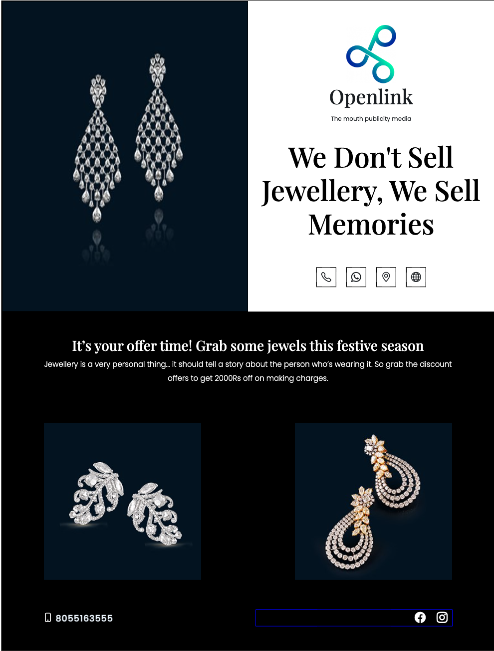 Openlink
The mouth publicity media
We Don't Sell
Jewellery, We Sell
Memories
It's your offer time! Grab some jewels this festive season
Jewellery is a very personal thing... it should tell a story about the person who's wearing it. So grab the discount
offers to get 2000Rs off on making charges.
8055163555